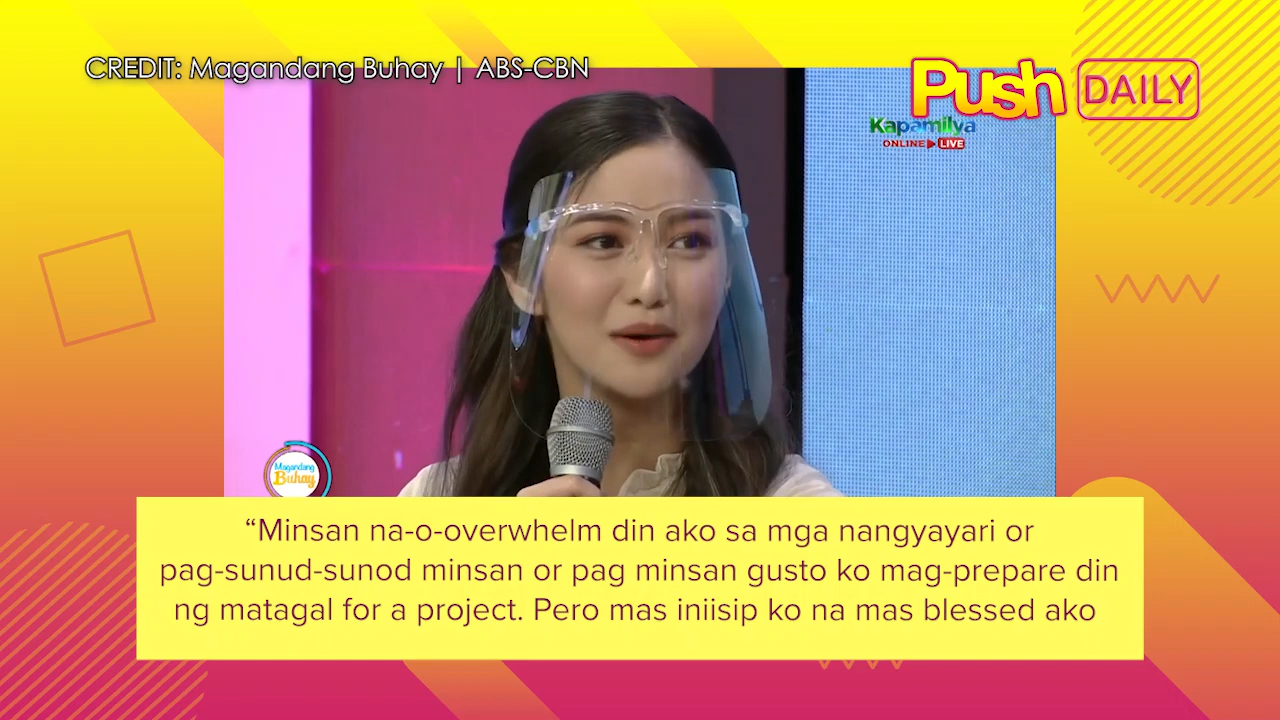 CREDIT: Magandang Buhay | ABS-CBN
Push DAILY
Kapamilya
ONLINE LIVE
Magandang
Buhay
“Minsan na-o-overwhelm din ako sa mga nangyayari or
pag-sunud-sunod minsan or pag minsan gusto ko mag-prepare din
ng matagal for a project. Pero mas iniisip ko na mas blessed ako